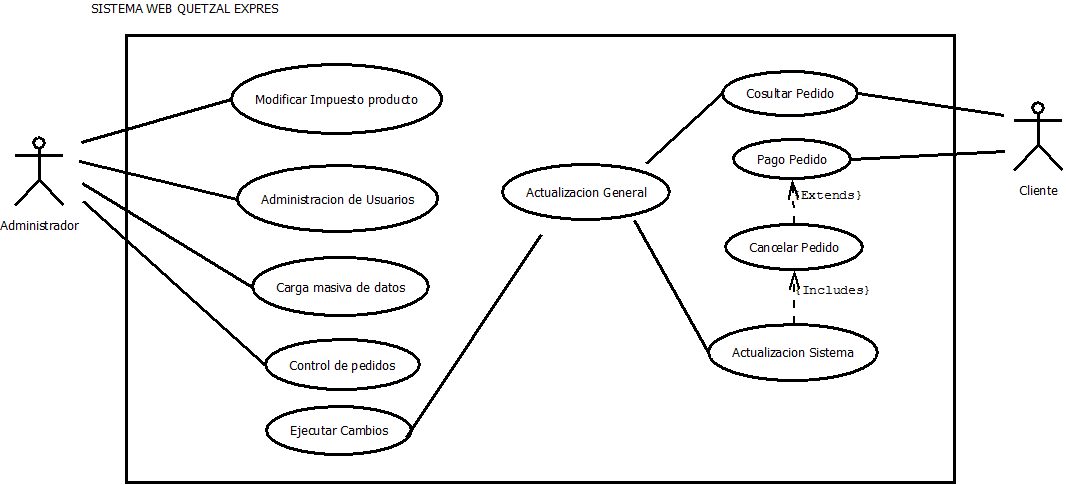 SISTEMA WEB QUETZAL EXPRES
Modificar Impuesto producto
Cosultar Pedido
Pago Pedido
Cliente
Administrador
Administracion de Usuarios
Actualizacion General
{Extends}
Cancelar Pedido
Carga masiva de datos
{Includes}
Control de pedidos
Actualizacion Sistema
Ejecutar Cambios